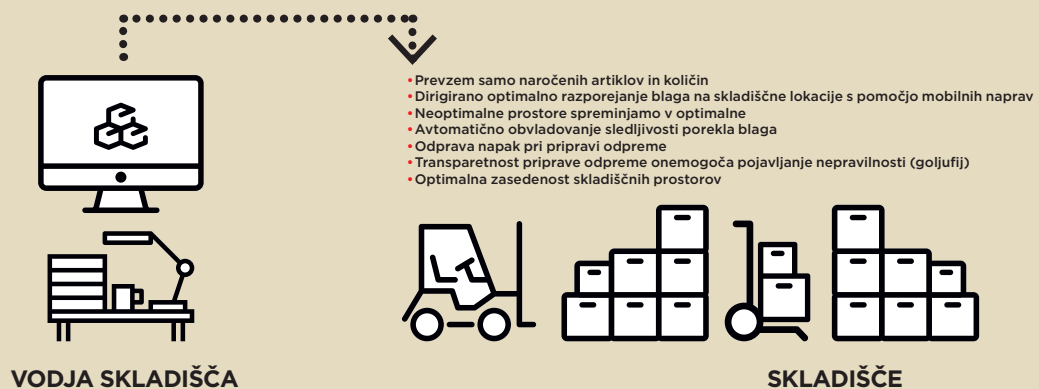 •Prevzem samo naročenih artiklov in količin
•Dirigirano optimalno razporejanje blaga na skladiščne lokacije s pomočjo mobilnih naprav
•Neoptimalne prostore spreminjamo v optimalne
•Avtomatično obvladovanje sledljivosti porekla blaga
•Odprava napak pri pripravi odpreme
•Transparetnost priprave odpreme onemogoča pojavljanje nepravilnosti (goljufij)
•Optimalna zasedenost skladiščnih prostorov
VODJA SKLADIŠČA
SKLADIŠČE